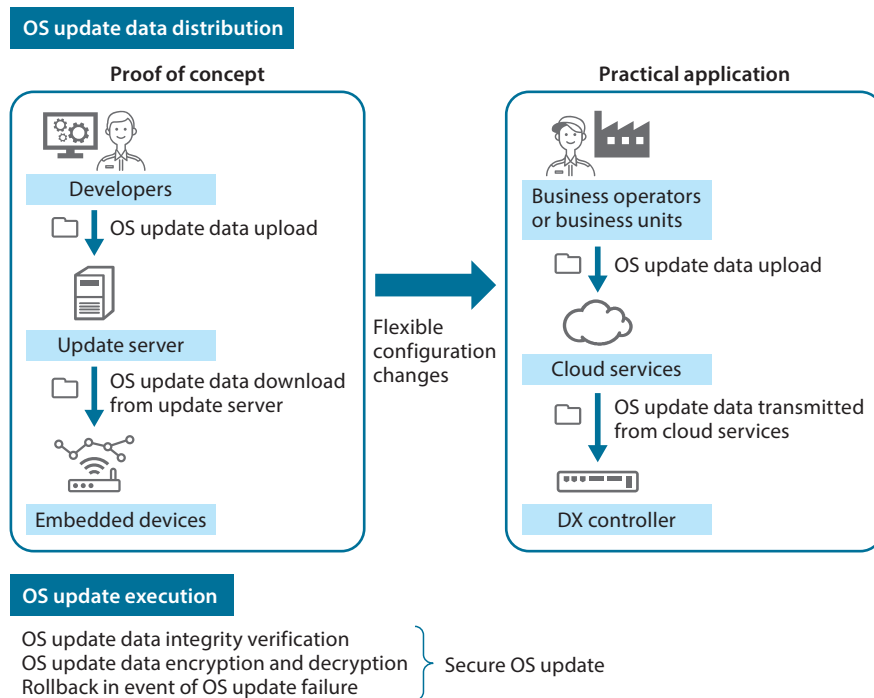 OS update data distribution
Proof of concept
Developers
OS update data upload
Update server
OS update data download
from update server
Embedded devices
Flexible
configuration
changes
Practical application
Business operators
or business units
OS update data upload
Cloud services
OS update data transmitted
from cloud services
DX controller
OS update execution
OS update data integrity verification
OS update data encryption and decryption
Rollback in event of OS update failure
Secure OS update